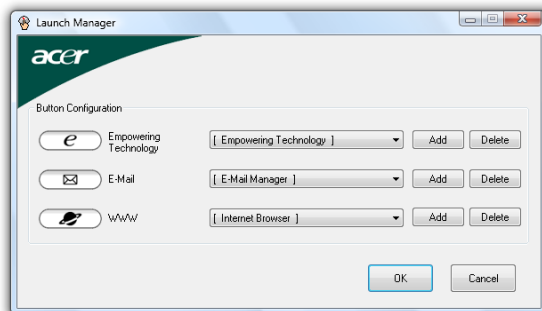 Launch Manager
acer
Button Configuration
e
Empowering
Technology
[ Empowering Technology ]
Add
Delete
E-Mail
[ E-Mail Manager ]
Add
Delete
WWW
[ Internet Browser ]
Add
Delete
OK
Cancel